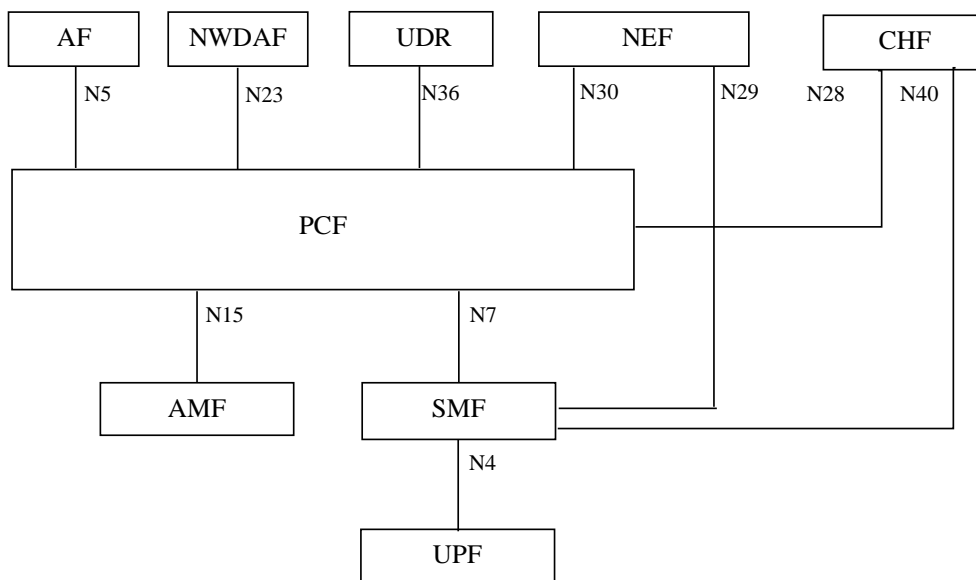 AF
NWDAF
UDR
NEF
CHF
N5
N23
N36
N30
N29
N28
N40
PCF
N15
N7
AMF
SMF
N4
UPF